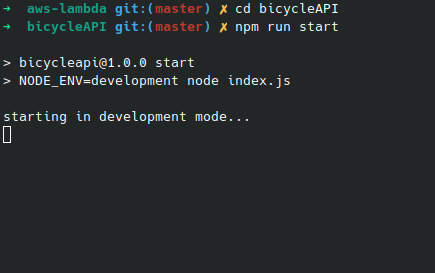 ➜  aws-lambda git:(master) ✗ cd bicycleAPI
➜  bicycleAPI git:(master) ✗ npm run start
> bicycleapi@1.0.0 start
> NODE_ENV=development node index.js
starting in development mode...